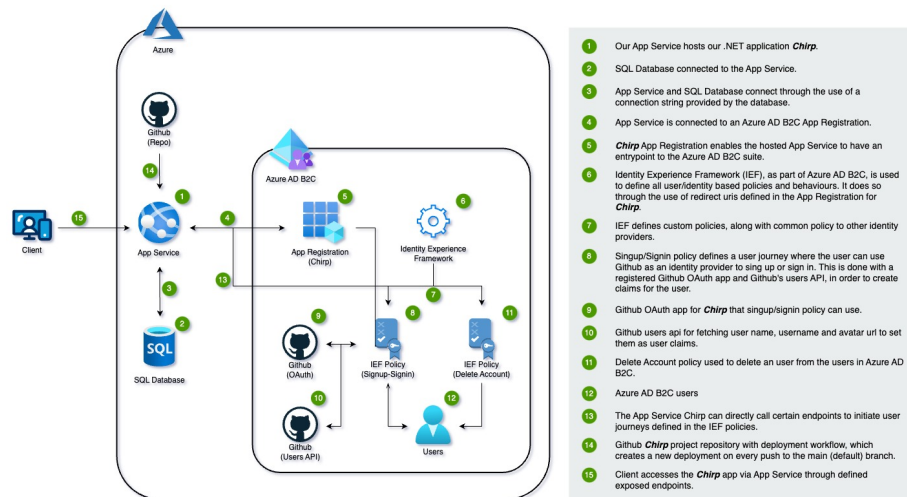 Azure
Github
(Repo)
14
1
15
Client
App Service
4
13
3
2
SQL
SQL Database
Azure AD B2C
5
App Registration
(Chirp)
6
Identity Experience
Framework
7
8
11
9
Github
(OAuth)
IEF Policy
(Signup-Signin)
IEF Policy
(Delete Account)
10
Github
(Users API)
12
Users
1 Our App Service hosts our .NET application Chirp.
2 SQL Database connected to the App Service.
3 App Service and SQL Database connect through the use of a
connection string provided by the database.
4 App Service is connected to an Azure AD B2C App Registration.
5 Chirp App Registration enables the hosted App Service to have an
entrypoint to the Azure AD B2C suite.
6 Identity Experience Framework (IEF), as part of Azure AD B2C, is used
to define all user/identity based policies and behaviours. It does so
through the use of redirect uris defined in the App Registration for
Chirp.
7 IEF defines custom policies, along with common policy to other identity
providers.
8 Singup/Signin policy defines a user journey where the user can use
Github as an identity provider to sing up or sign in. This is done with a
registered Github OAuth app and Github's users API, in order to create
claims for the user.
9 Github OAuth app for Chirp that singup/signin policy can use.
10 Github users api for fetching user name, username and avatar url to set
them as user claims.
11 Delete Account policy used to delete an user from the users in Azure AD
B2C.
12 Azure AD B2C users
13 The App Service Chirp can directly call certain endpoints to initiate user
journeys defined in the IEF policies.
14 Github Chirp project repository with deployment workflow, which
creates a new deployment on every push to the main (default) branch.
15 Client accesses the Chirp app via App Service through defined
exposed endpoints.